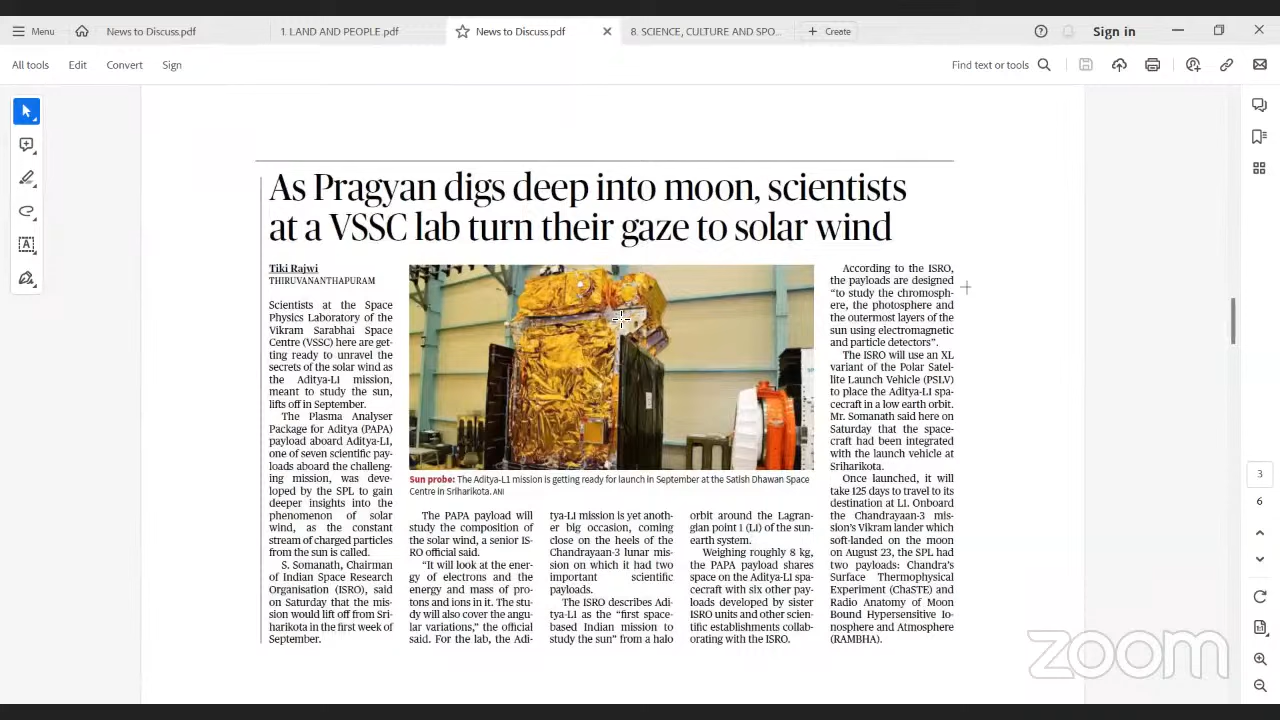 Menu
News to Discuss.pdf
1. LAND AND PEOPLE.pdf
News to Discuss.pdf
8. SCIENCE, CULTURE AND SPO...
Create
Sign in
All tools
Edit
Convert
Sign
Find text or tools
As Pragyan digs deep into moon, scientists
at a VSSC lab turn their gaze to solar wind
Tiki Rajwi
THIRUVANANTHAPURAM
Scientists at the Space
Physics Laboratory of the
Vikram Sarabhai Space
Centre (VSSC) here are get-
ting ready to unravel the
secrets of the solar wind as
the Aditya-L1 mission,
meant to study the sun,
lifts off in September.
The Plasma Analyser
Package for Aditya (PAPA)
payload aboard Aditya-L1,
one of seven scientific pay-
loads aboard the challeng-
ing mission, was deve-
loped by the SPL to gain
deeper insights into the
phenomenon of solar
wind, as the constant
stream of charged particles
from the sun is called.
S. Somanath, Chairman
of Indian Space Research
Organisation (ISRO), said
on Saturday that the mis-
sion would lift off from Sri-
harikota in the first week of
September.
Sun probe: The Aditya-L1 mission is getting ready for launch in September at the Satish Dhawan Space
Centre in Sriharikota. ANI
The PAPA payload will
study the composition of
the solar wind, a senior IS-
RO official said.
"It will look at the ener-
gy of electrons and the
energy and mass of pro-
tons and ions in it. The stu-
dy will also cover the angu-
lar variations," the official
said. For the lab, the Adi-
tya-L1 mission is yet anoth-
er big occasion, coming
close on the heels of the
Chandrayaan-3 lunar mis-
sion on which it had two
important scientific
payloads.
The ISRO describes Adi-
tya-L1 as the "first space-
based Indian mission to
study the sun" from a halo
orbit around the Lagran-
gian point 1 (L1) of the sun-
earth system.
Weighing roughly 8 kg,
the PAPA payload shares
space on the Aditya-L1 spa-
cecraft with six other pay-
loads developed by sister
ISRO units and other scien-
tific establishments collab-
orating with the ISRO.
According to the ISRO,
the payloads are designed
"to study the chromosph-
ere, the photosphere and
the outermost layers of the
sun using electromagnetic
and particle detectors".
The ISRO will use an XL
variant of the Polar Satel-
lite Launch Vehicle (PSLV)
to place the Aditya-L1 spa-
cecraft in a low earth orbit.
Mr. Somanath said here on
Saturday that the space-
craft had been integrated
with the launch vehicle at
Sriharikota.
Once launched, it will
take 125 days to travel to its
destination at L1. Onboard
the Chandrayaan-3 mis-
sion's Vikram lander which
soft-landed on the moon
on August 23, the SPL had
two payloads: Chandra's
Surface Thermophysical
Experiment (ChaSTE) and
Radio Anatomy of Moon
Bound Hypersensitive Io-
nosphere and Atmosphere
(RAMBHA).
3
6
zoom